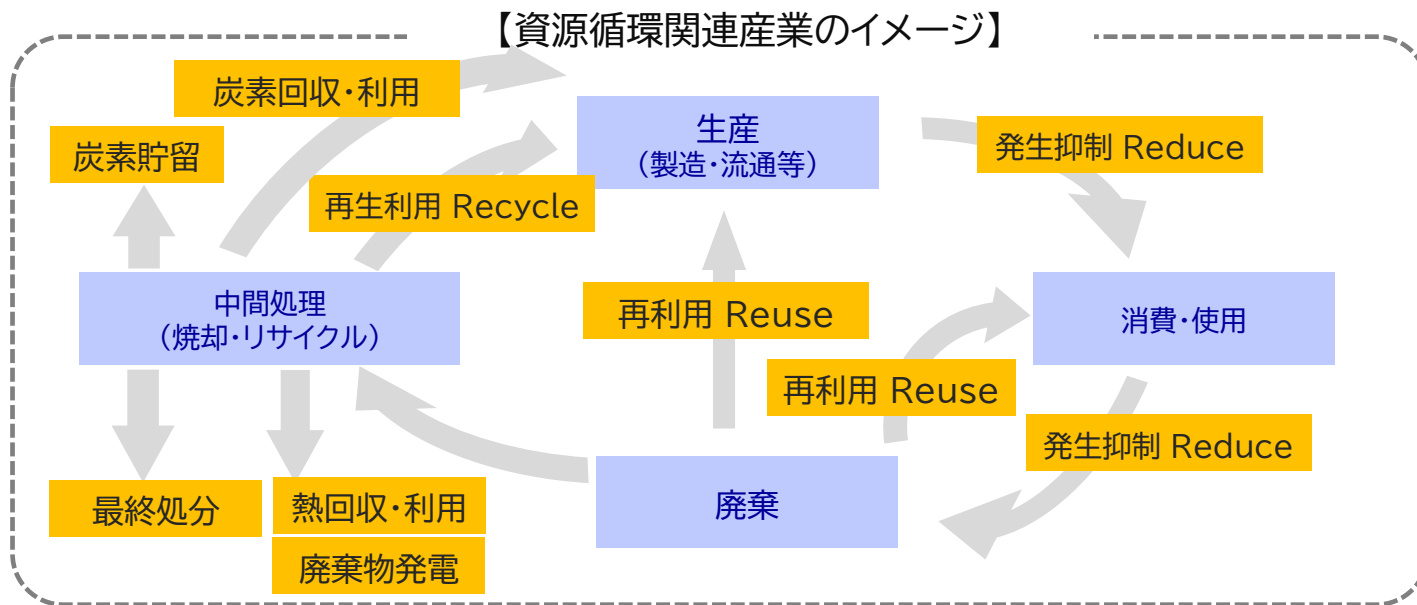 【資源循環関連産業のイメージ】
炭素回収・利用
炭素貯留
生産
（製造・流通等）
発生抑制 Reduce
再生利用 Recycle
中間処理
（焼却・リサイクル）
再利用 Reuse
消費・使用
再利用 Reuse
発生抑制 Reduce
最終処分
熱回収・利用
廃棄
廃棄物発電